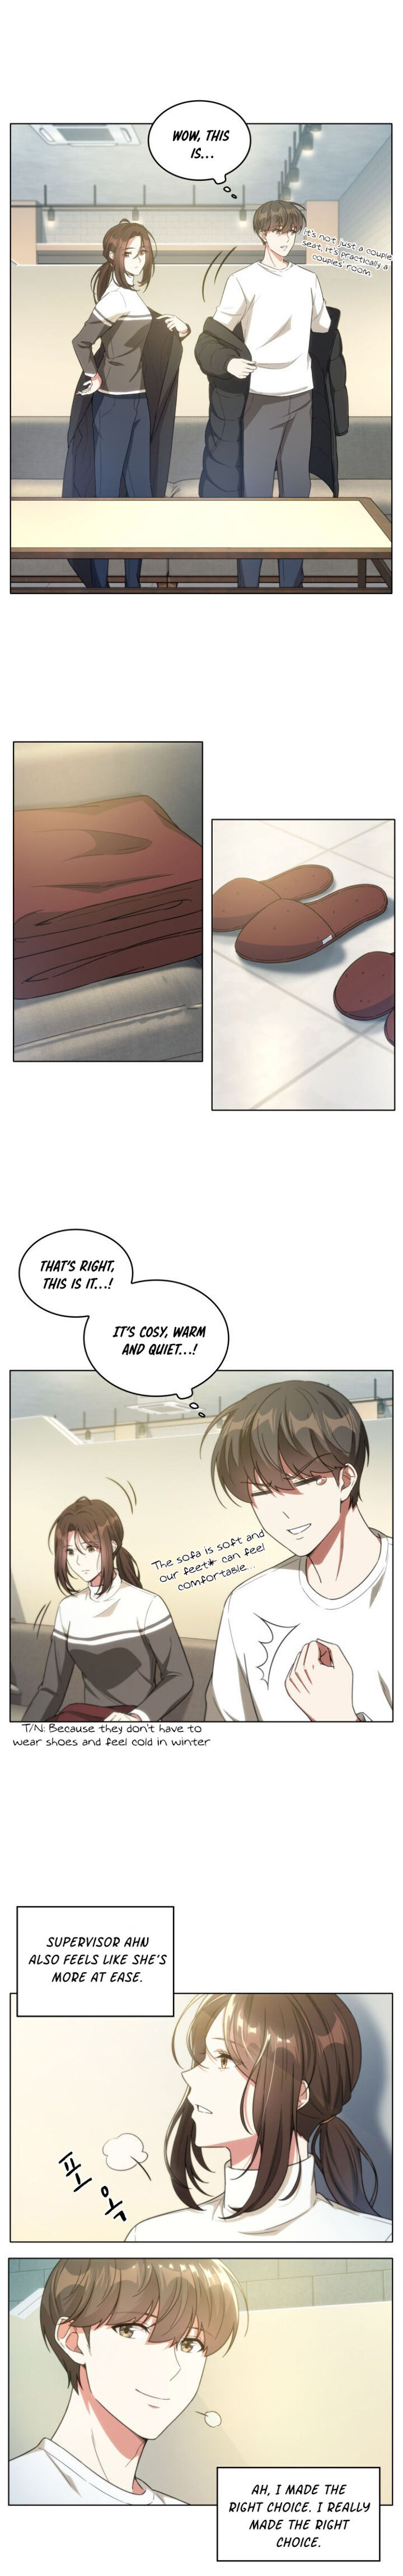 WOW, THIS
IS...
It's not just a couple
seat, it's practically a
couples' room
THAT'S RIGHT,
THIS IS IT...!
IT'S COSY, WARM
AND QUIET...!
The sofa is soft and
our feet* can feel
comfortable...
T/N: Because they don't have to
wear shoes and feel cold in winter
SUPERVISOR AHN
ALSO FEELS LIKE SHE'S
MORE AT EASE.
포옥
AH, I MADE THE
RIGHT CHOICE. I REALLY
MADE THE RIGHT
CHOICE.